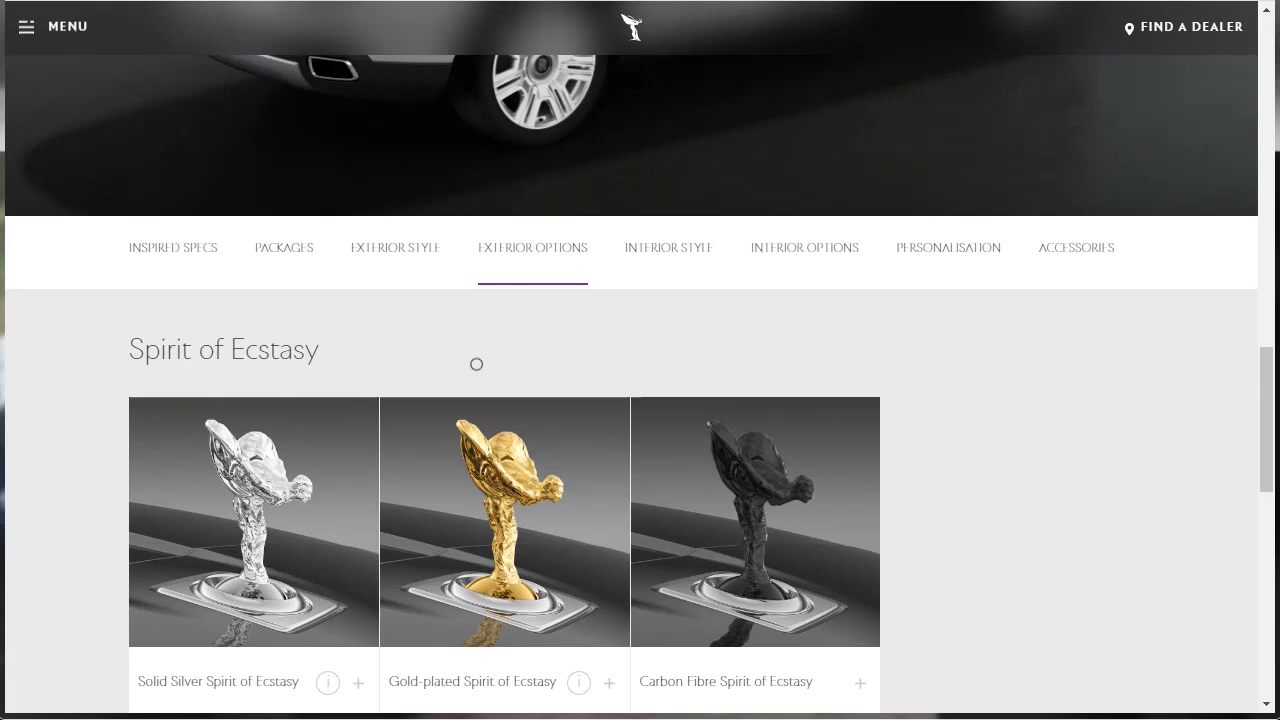 MENU
FIND A DEALER
INSPIRED SPECS PACKAGES EXTERIOR STYLE EXTERIOR OPTIONS INTERIOR STYLE INTERIOR OPTIONS PERSONALISATION ACCESSORIES
Spirit of Ecstasy
Solid Silver Spirit of Ecstasy i +
Gold-plated Spirit of Ecstasy i +
Carbon Fibre Spirit of Ecstasy +